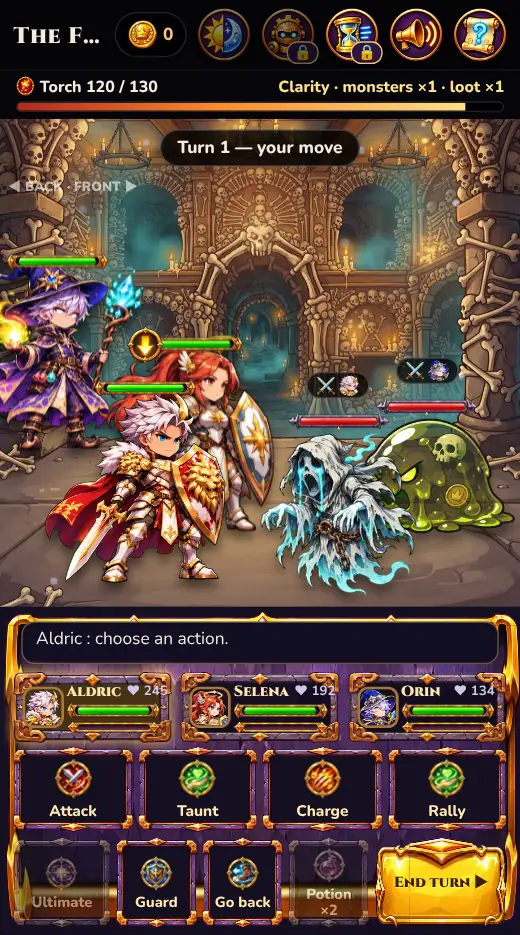 The F...
0
Torch 120 / 130
Clarity · monsters ×1 · loot ×1
Turn 1 — your move
◀ BACK · FRONT ▶
Aldric : choose an action.
Aldric ♥ 245
Selena ♥ 192
Orin ♥ 134
Attack
Taunt
Charge
Rally
Ultimate
Guard
Go back
Potion
×2
End turn ▶